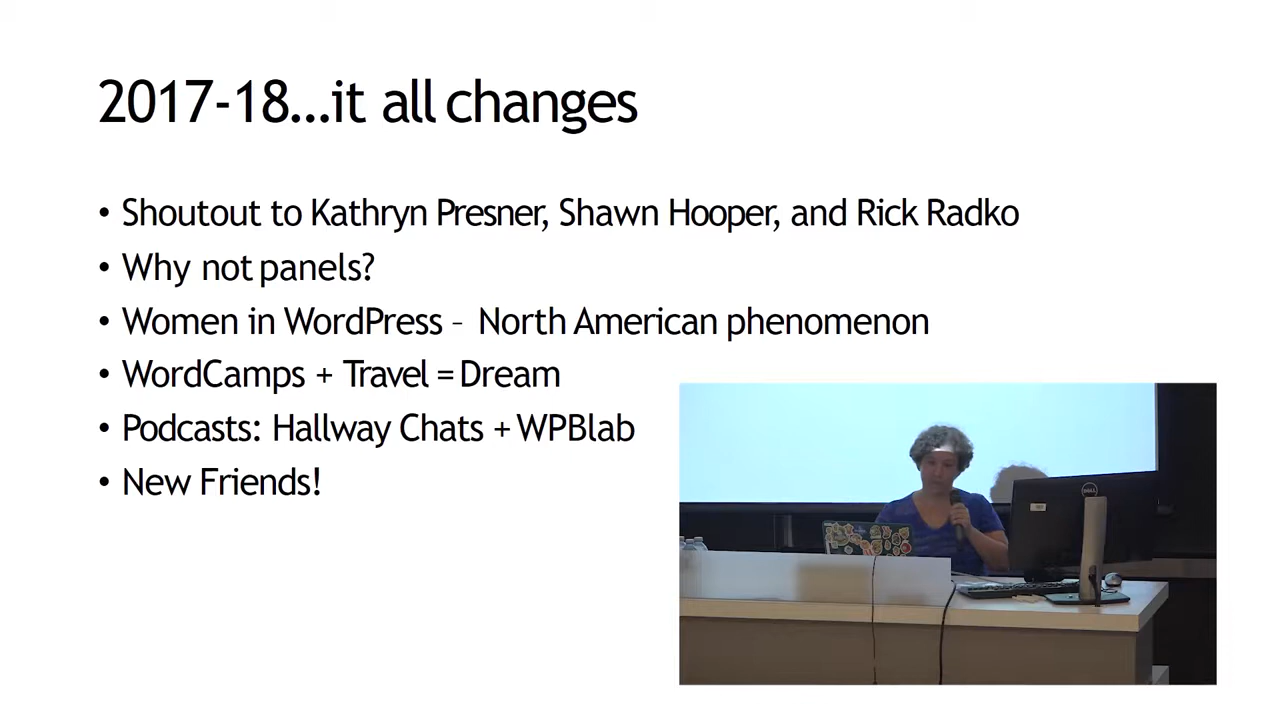 2017-18...it all changes
• Shoutout to Kathryn Presner, Shawn Hooper, and Rick Radko
• Why not panels?
• Women in WordPress – North American phenomenon
• WordCamps + Travel = Dream
• Podcasts: Hallway Chats + WPBlab
• New Friends!
DELL